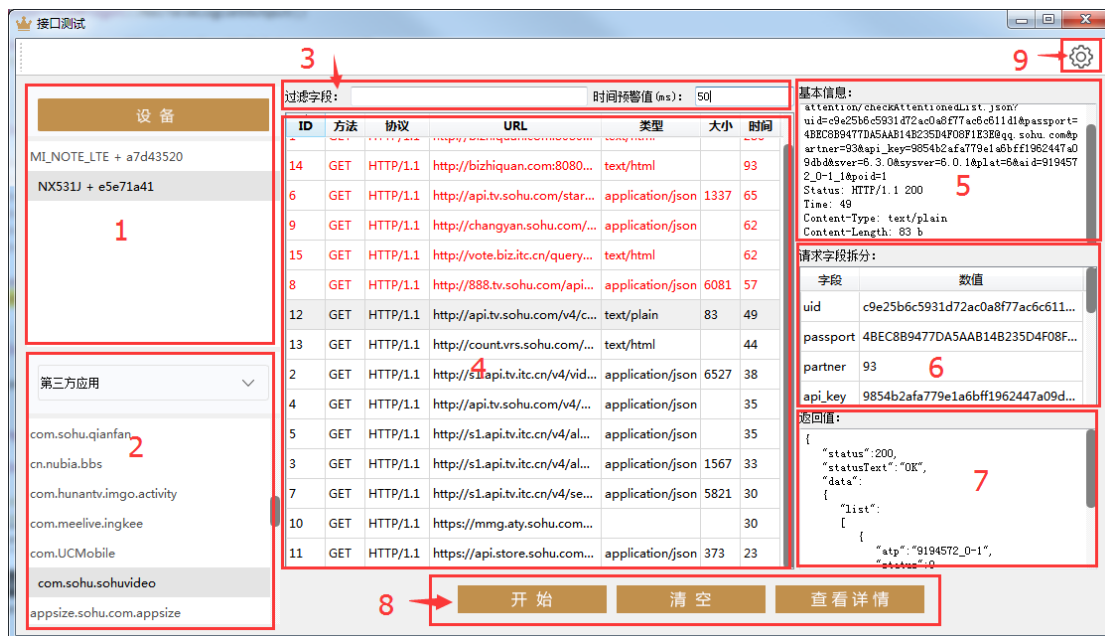 接口测试
9
3
设 备
MI_NOTE_LTE + a7d43520
NX531J + e5e71a41
1
第三方应用
com.sohu.qianfan
2
cn.nubia.bbs
com.hunantv.imgo.activity
com.meelive.ingkee
com.UCMobile
com.sohu.sohuvideo
appsize.sohu.com.appsize
过滤字段： 时间预警值(ms)： 50
ID 方法 协议 URL 类型 大小 时间
14 GET HTTP/1.1 http://bizhiquan.com:8080... text/html 93
6 GET HTTP/1.1 http://api.tv.sohu.com/star... application/json 1337 65
9 GET HTTP/1.1 http://changyan.sohu.com/... application/json 62
15 GET HTTP/1.1 http://vote.biz.itc.cn/query... text/html 62
8 GET HTTP/1.1 http://888.tv.sohu.com/api... application/json 6081 57
12 GET HTTP/1.1 http://api.tv.sohu.com/v4/c... text/plain 83 49
13 GET HTTP/1.1 http://count.vrs.sohu.com/... text/html 44
2 GET HTTP/1.1 http://s1.api.tv.itc.cn/v4/vid... application/json 6527 38
4
4 GET HTTP/1.1 http://api.tv.sohu.com/v4/... application/json 35
5 GET HTTP/1.1 http://s1.api.tv.itc.cn/v4/al... application/json 35
3 GET HTTP/1.1 http://s1.api.tv.itc.cn/v4/al... application/json 1567 33
7 GET HTTP/1.1 http://s1.api.tv.itc.cn/v4/se... application/json 5821 30
10 GET HTTP/1.1 https://mmg.aty.sohu.com... 30
11 GET HTTP/1.1 https://api.store.sohu.com... application/json 373 23
基本信息：
attention/checkAttentionedList.json?
uid=c9e25b6c5931d72ac0a8f77ac6c611d1&passport=
4BEC8B9477DA5AAB14B235D4F08F1E3E@qq.sohu.com&p
artner=93&api_key=9854b2afa779e1a6bff1962447a0
9dbd&sver=6.3.0&sysver=6.0.1&plat=6&aid=919457
2_0-1_1&poid=1
Status: HTTP/1.1 200
5
Time: 49
Content-Type: text/plain
Content-Length: 83 b
请求字段拆分：
字段 数值
uid c9e25b6c5931d72ac0a8f77ac6c611...
passport 4BEC8B9477DA5AAB14B235D4F08F...
partner 93
6
api_key 9854b2afa779e1a6bff1962447a09d...
返回值：
{
"status":200,
"statusText":"OK",
"data":
7
{
"list":
[
{
"atp":"9194572_0-1",
"status":0
8
开 始 清 空 查看详情